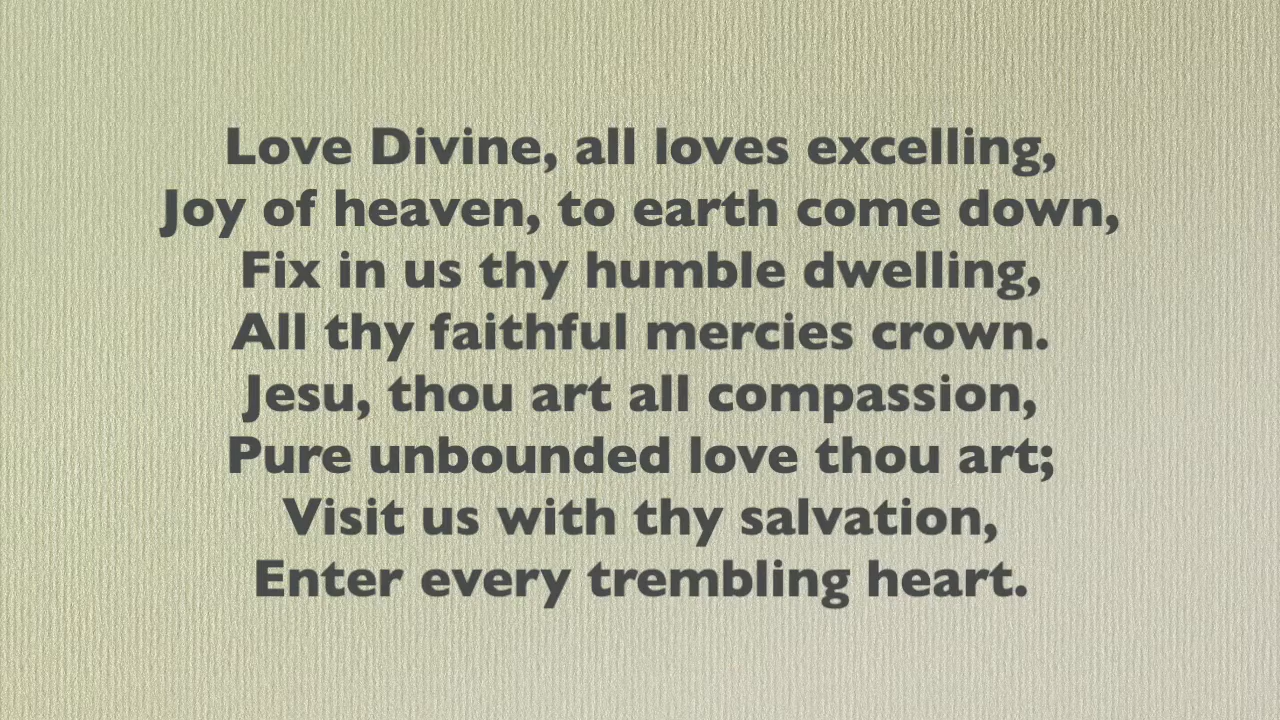 Love Divine, all loves excelling,
Joy of heaven, to earth come down,
Fix in us thy humble dwelling,
All thy faithful mercies crown.
Jesu, thou art all compassion,
Pure unbounded love thou art;
Visit us with thy salvation,
Enter every trembling heart.